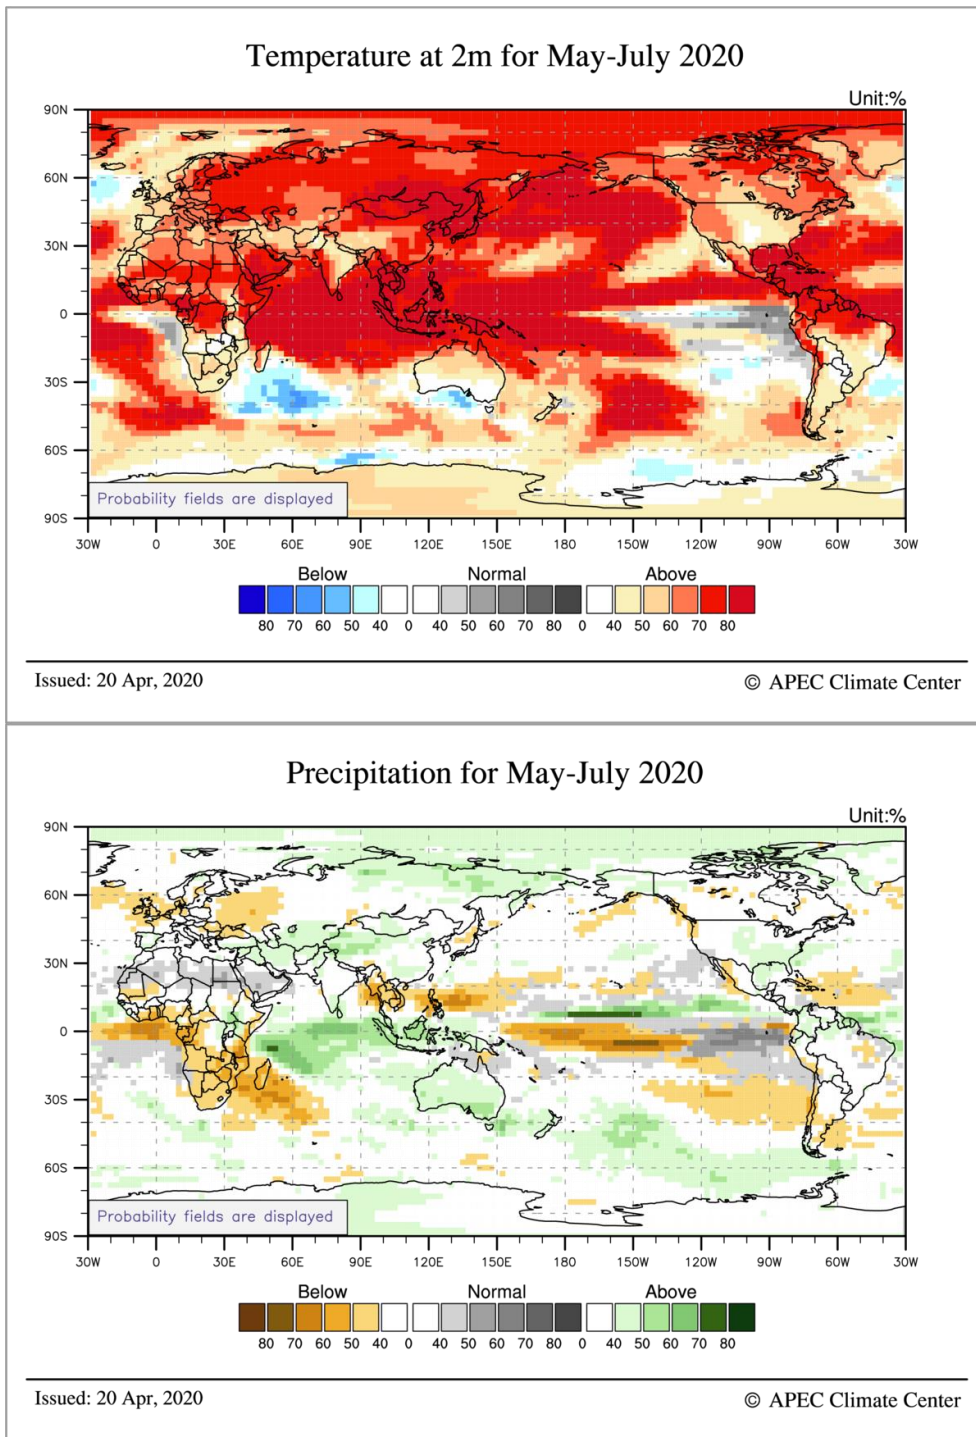 Temperature at 2m for May-July 2020
Unit:%
90N
60N
30N
0
30S
60S
90S
Probability fields are displayed
30W 0 30E 60E 90E 120E 150E 180 150W 120W 90W 60W 30W
Below Normal Above
80 70 60 50 40 0 40 50 60 70 80 0 40 50 60 70 80
Issued: 20 Apr, 2020 © APEC Climate Center
Precipitation for May-July 2020
Unit:%
90N
60N
30N
0
30S
60S
90S
Probability fields are displayed
30W 0 30E 60E 90E 120E 150E 180 150W 120W 90W 60W 30W
Below Normal Above
80 70 60 50 40 0 40 50 60 70 80 0 40 50 60 70 80
Issued: 20 Apr, 2020 © APEC Climate Center